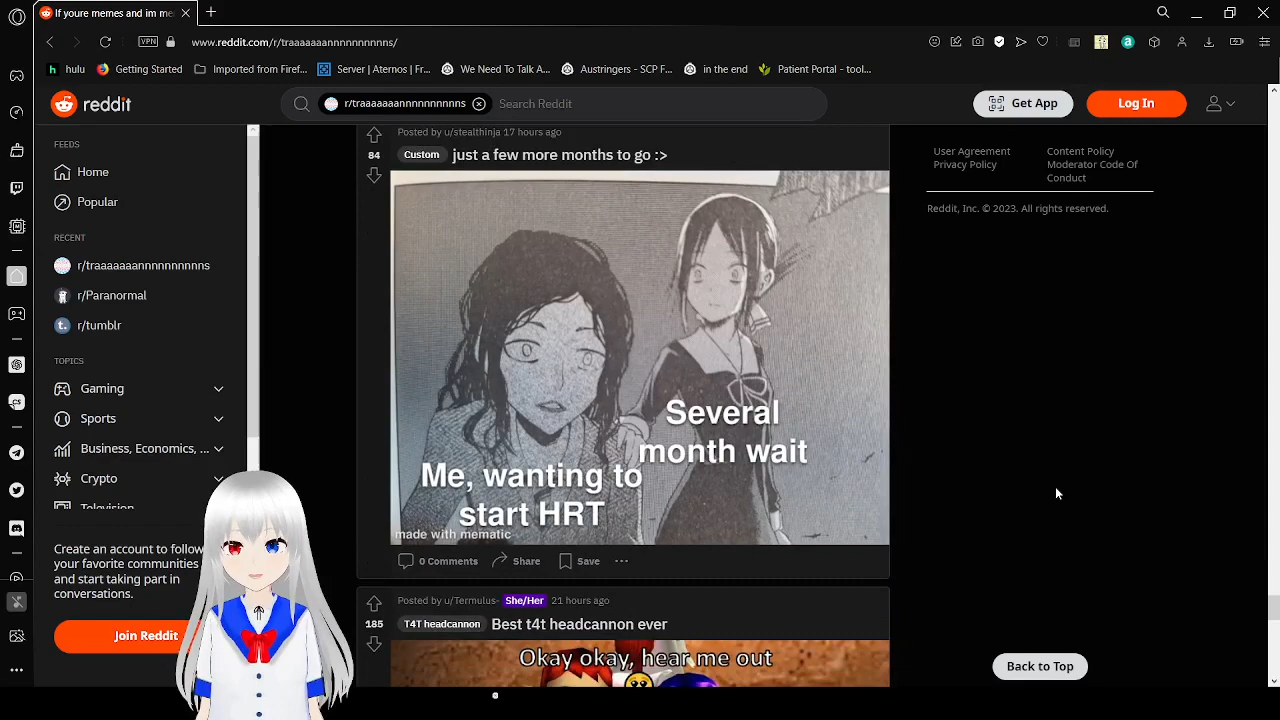 If youre memes and im me
www.reddit.com/r/traaaaaaannnnnnnnnns/
VPN
h hulu
Getting Started
Imported from Firef...
Server | Aternos | Fr...
We Need To Talk A...
Austringers - SCP F...
in the end
Patient Portal - tool...
reddit
r/traaaaaaannnnnnnnnns
Search Reddit
Get App
Log In
FEEDS
Home
Popular
RECENT
r/traaaaaaannnnnnnnnns
r/Paranormal
t. r/tumblr
TOPICS
Gaming
Sports
Business, Economics, ...
Crypto
Television
Create an account to follow
your favorite communities
and start taking part in
conversations.
Join Reddit
Posted by u/stealthinja 17 hours ago
84
Custom just a few more months to go :>
Several
month wait
Me, wanting to
start HRT
made with mematic
0 Comments Share Save
Posted by u/Termulus- She/Her 21 hours ago
185
T4T headcannon Best t4t headcannon ever
Okay okay, hear me out
User Agreement
Privacy Policy
Content Policy
Moderator Code Of
Conduct
Reddit, Inc. © 2023. All rights reserved.
Back to Top